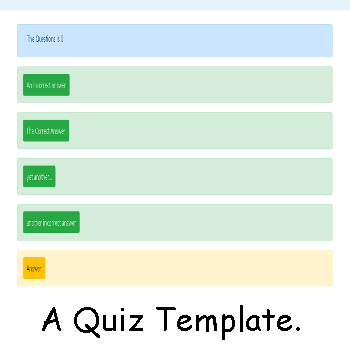 The Questions is
An incorrect answer
The Correct Answer
yet another...
another incorrect answer
Answer
A Quiz Template.